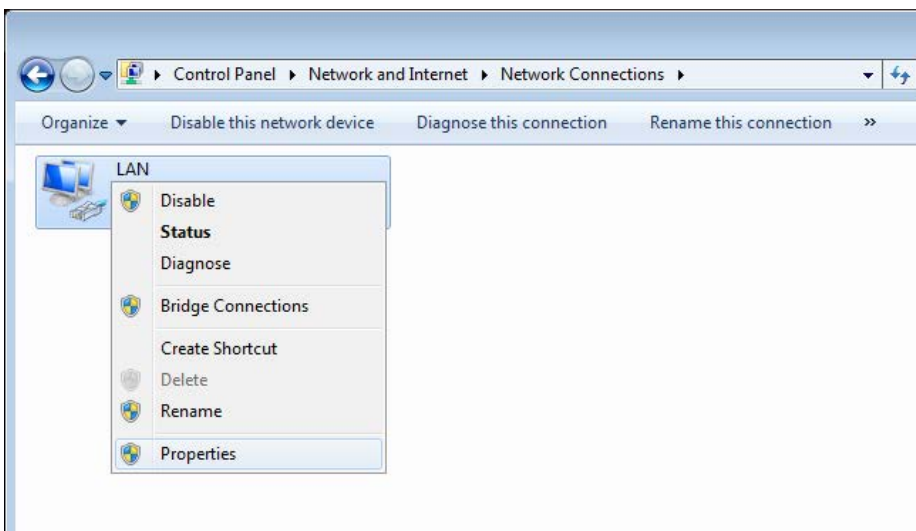 Control Panel Network and Internet Network Connections
Organize Disable this network device Diagnose this connection Rename this connection »
LAN
Disable
Status
Diagnose
Bridge Connections
Create Shortcut
Delete
Rename
Properties